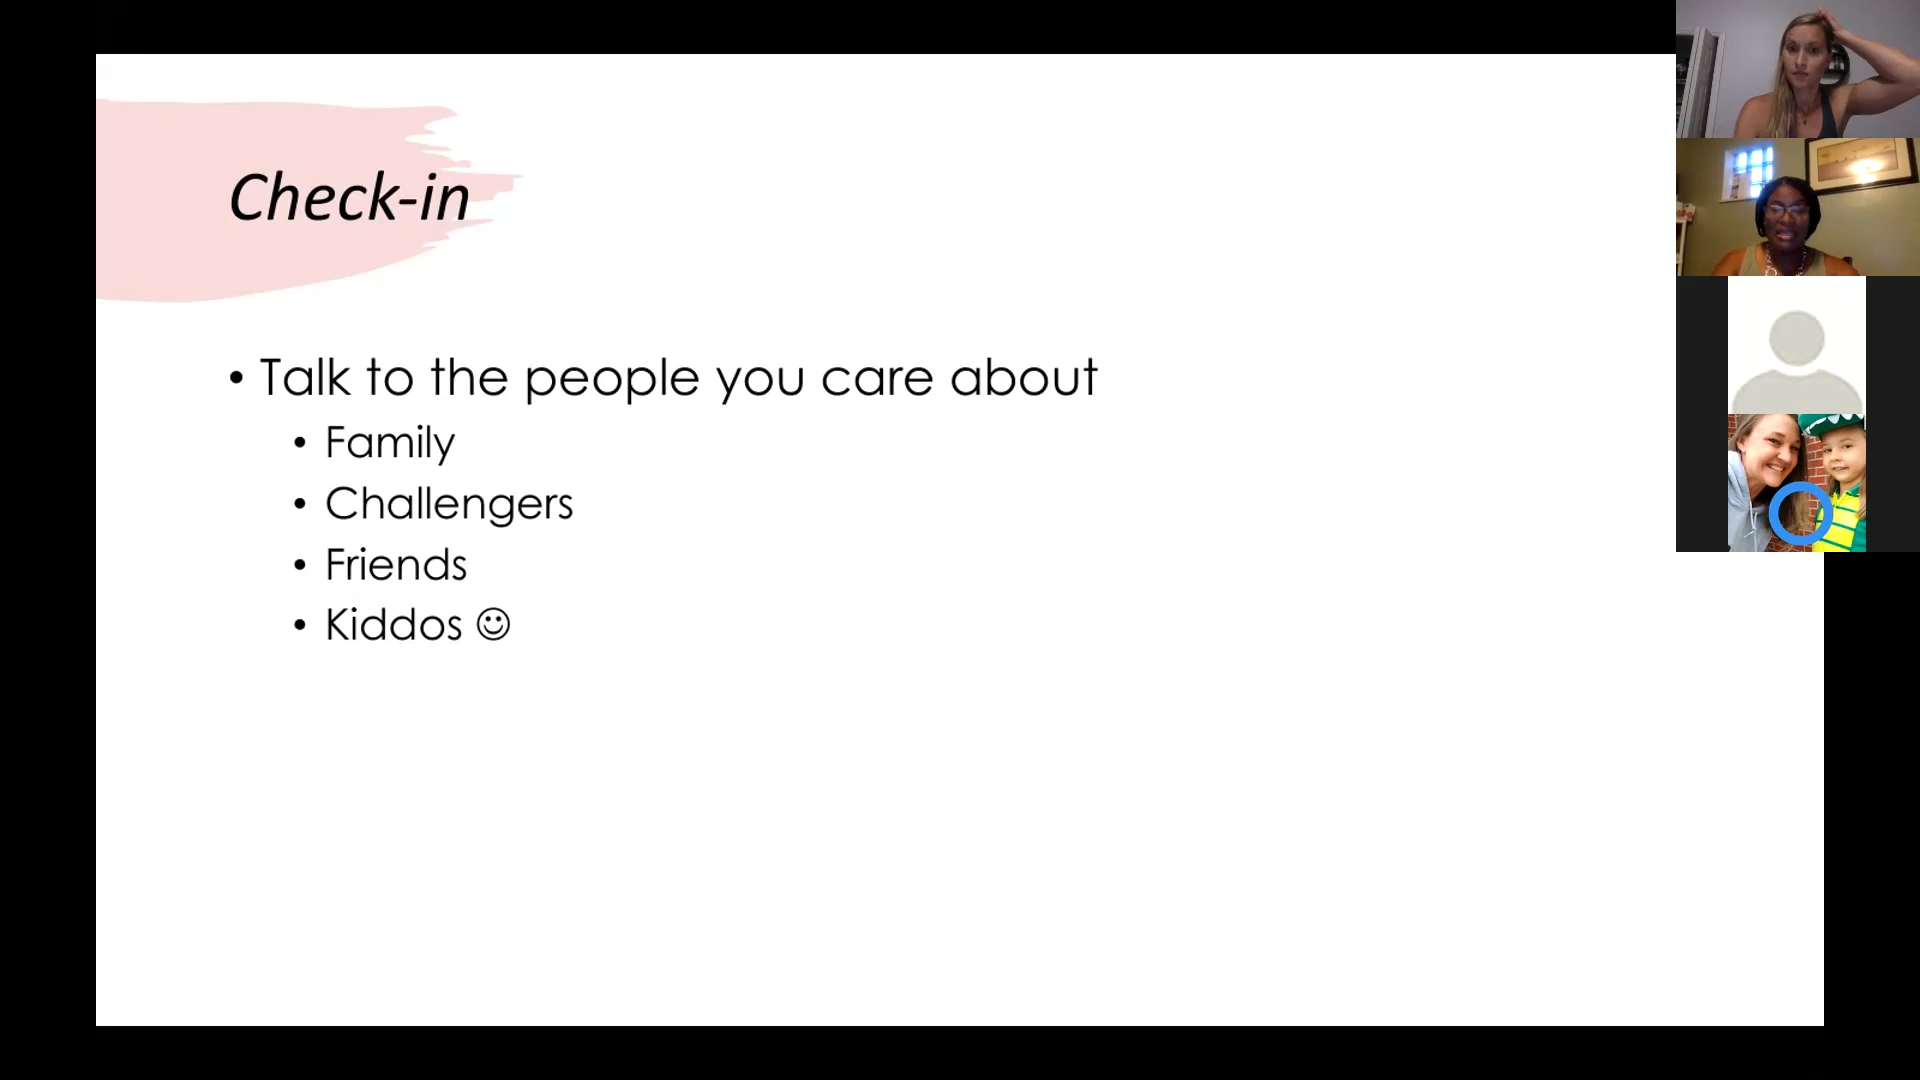 Check-in
• Talk to the people you care about
• Family
• Challengers
• Friends
• Kiddos ☺